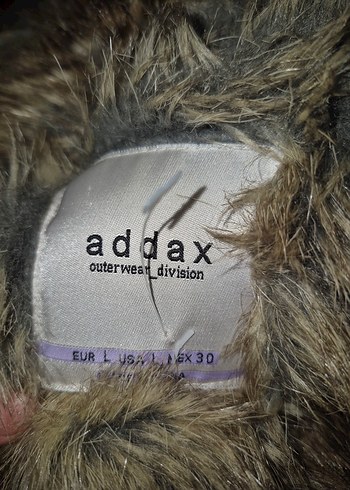 addax
outerwear_division
EUR L USA L MEX 30